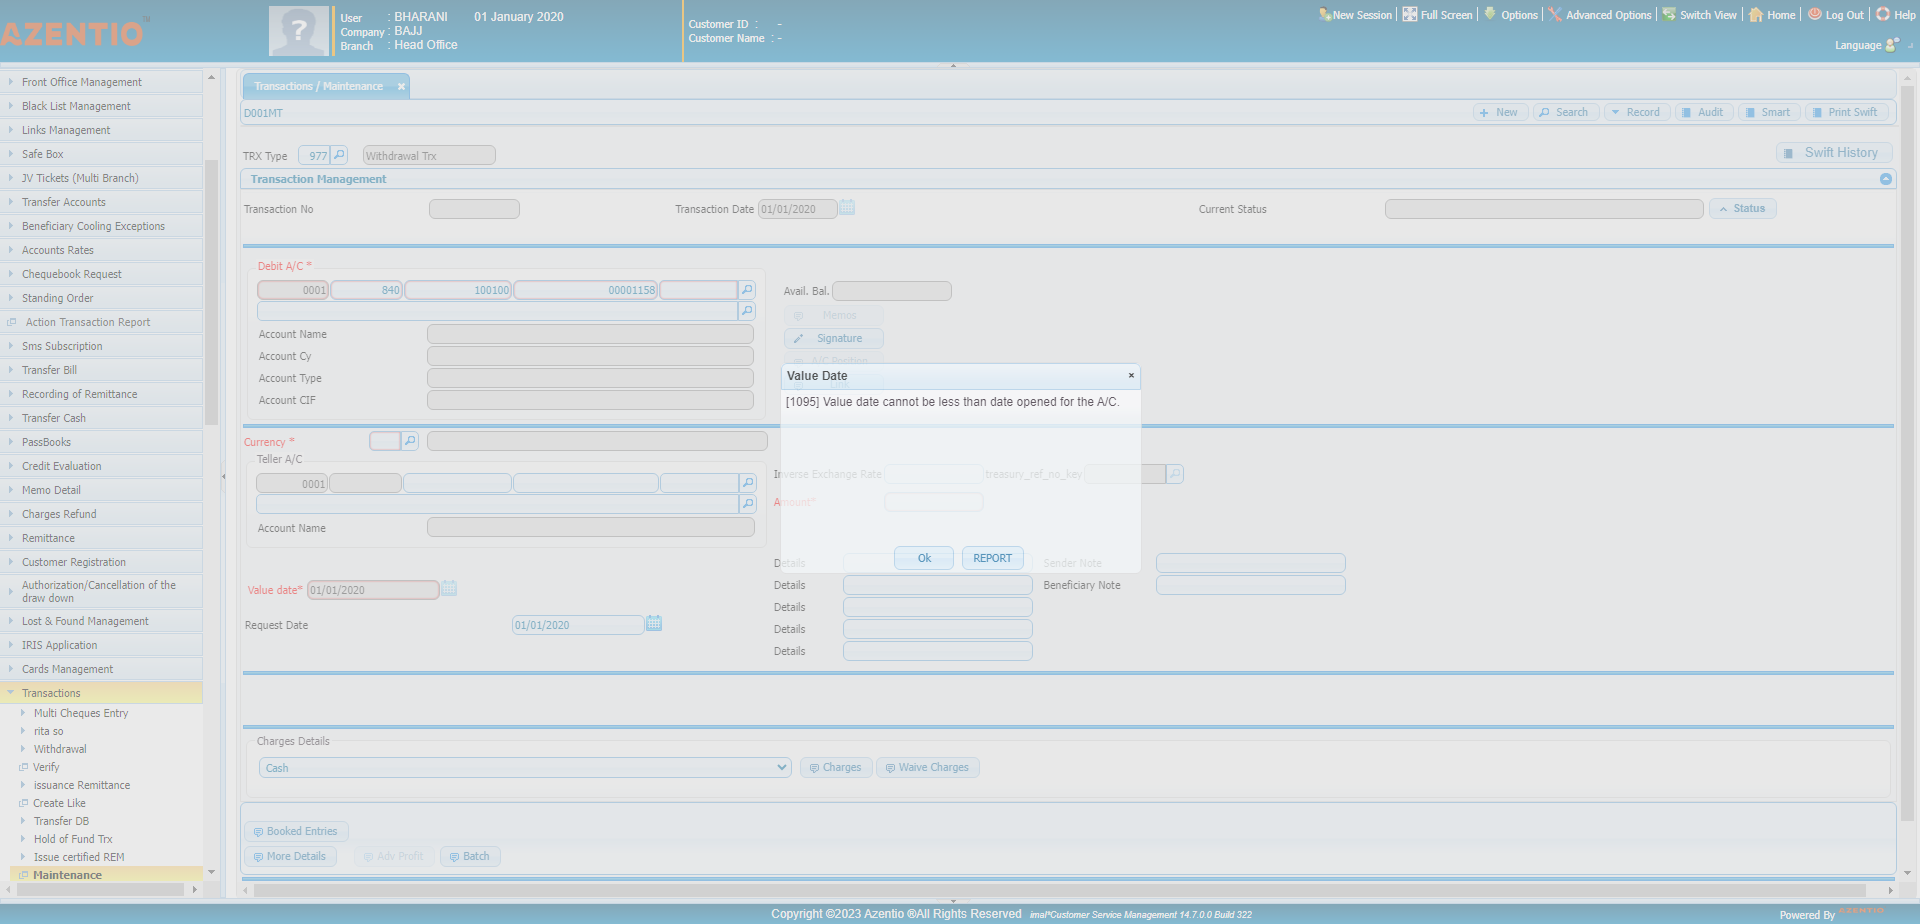 AZENTIO™
User : BHARANI 01 January 2020
Company : BAJJ
Branch : Head Office
Customer ID : -
Customer Name : -
New Session | Full Screen | Options | Advanced Options | Switch View | Home | Log Out | Help
Language
Front Office Management
Black List Management
Links Management
Safe Box
JV Tickets (Multi Branch)
Transfer Accounts
Beneficiary Cooling Exceptions
Accounts Rates
Chequebook Request
Standing Order
Action Transaction Report
Sms Subscription
Transfer Bill
Recording of Remittance
Transfer Cash
PassBooks
Credit Evaluation
Memo Detail
Charges Refund
Remittance
Customer Registration
Authorization/Cancellation of the
draw down
Lost & Found Management
IRIS Application
Cards Management
Transactions
Multi Cheques Entry
rita so
Withdrawal
Verify
issuance Remittance
Create Like
Transfer DB
Hold of Fund Trx
Issue certified REM
Maintenance
Transactions / Maintenance
D001MT
New Search Record Audit Smart Print Swift
TRX Type 977 Withdrawal Trx
Swift History
Transaction Management
Transaction No
Transaction Date 01/01/2020
Current Status
Status
Debit A/C *
0001 840 100100 00001158
Avail. Bal.
Memos
Signature
A/C Position
Account Name
Account Cy
Account Type
Account CIF
Value Date
[1095] Value date cannot be less than date opened for the A/C.
Ok REPORT
Currency *
Teller A/C
0001
Inverse Exchange Rate
treasury_ref_no_key
Amount*
Account Name
Details
Sender Note
Details
Beneficiary Note
Value date* 01/01/2020
Details
Request Date 01/01/2020
Details
Details
Charges Details
Cash
Charges
Waive Charges
Booked Entries
More Details
Adv Profit
Batch
Copyright ©2023 Azentio ®All Rights Reserved imal*Customer Service Management 14.7.0.0 Build 322
Powered By AZENTIO